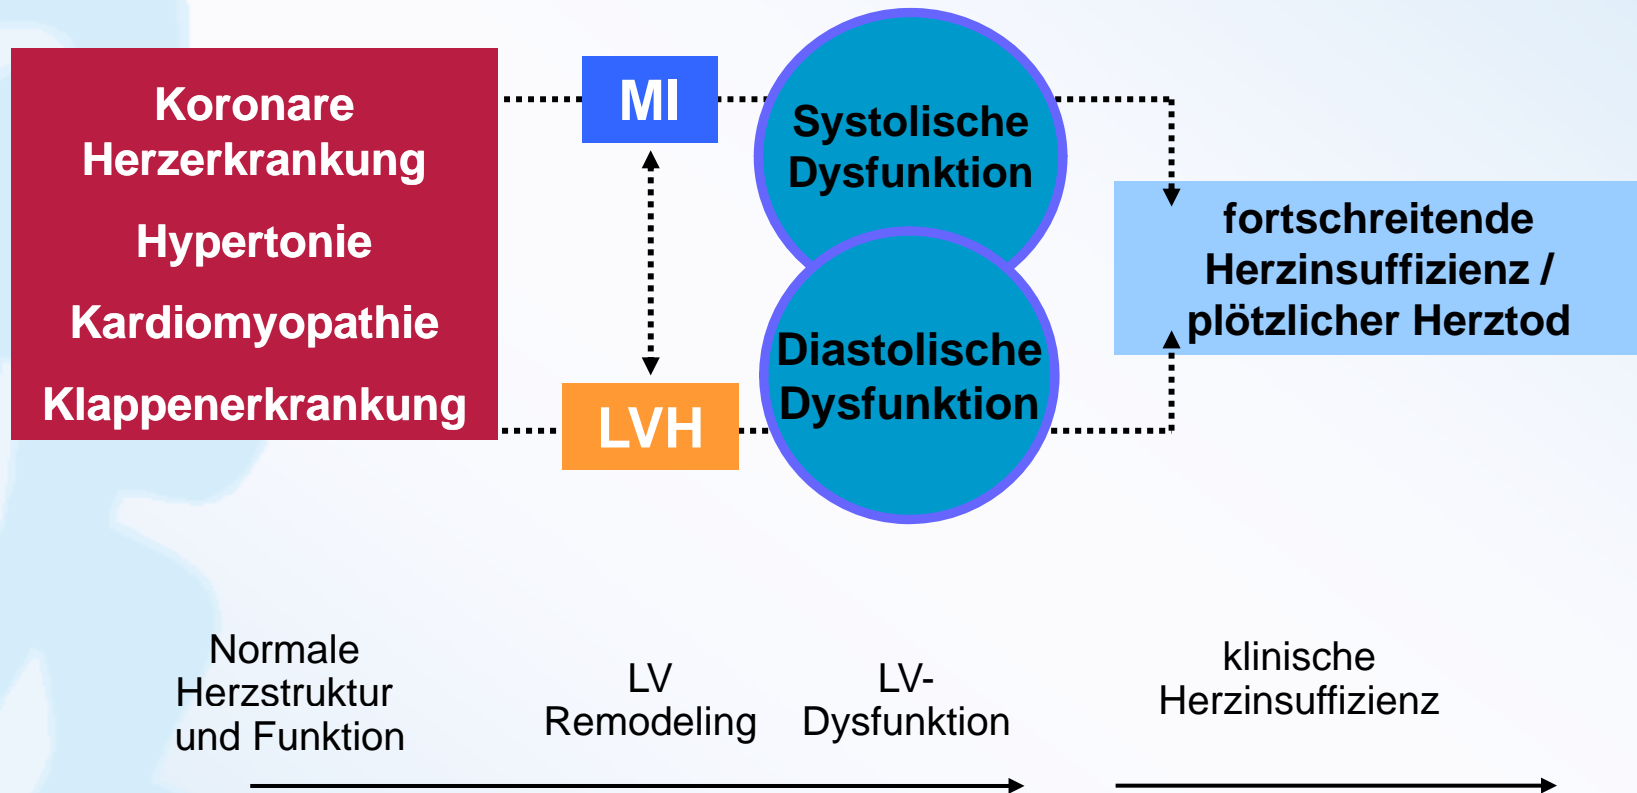 Koronare
Herzerkrankung
Hypertonie
Kardiomyopathie
Klappenerkrankung
MI
LVH
Systolische
Dysfunktion
Diastolische
Dysfunktion
fortschreitende
Herzinsuffizienz /
plötzlicher Herztod
Normale
Herzstruktur
und Funktion
LV
Remodeling
LV-
Dysfunktion
klinische
Herzinsuffizienz